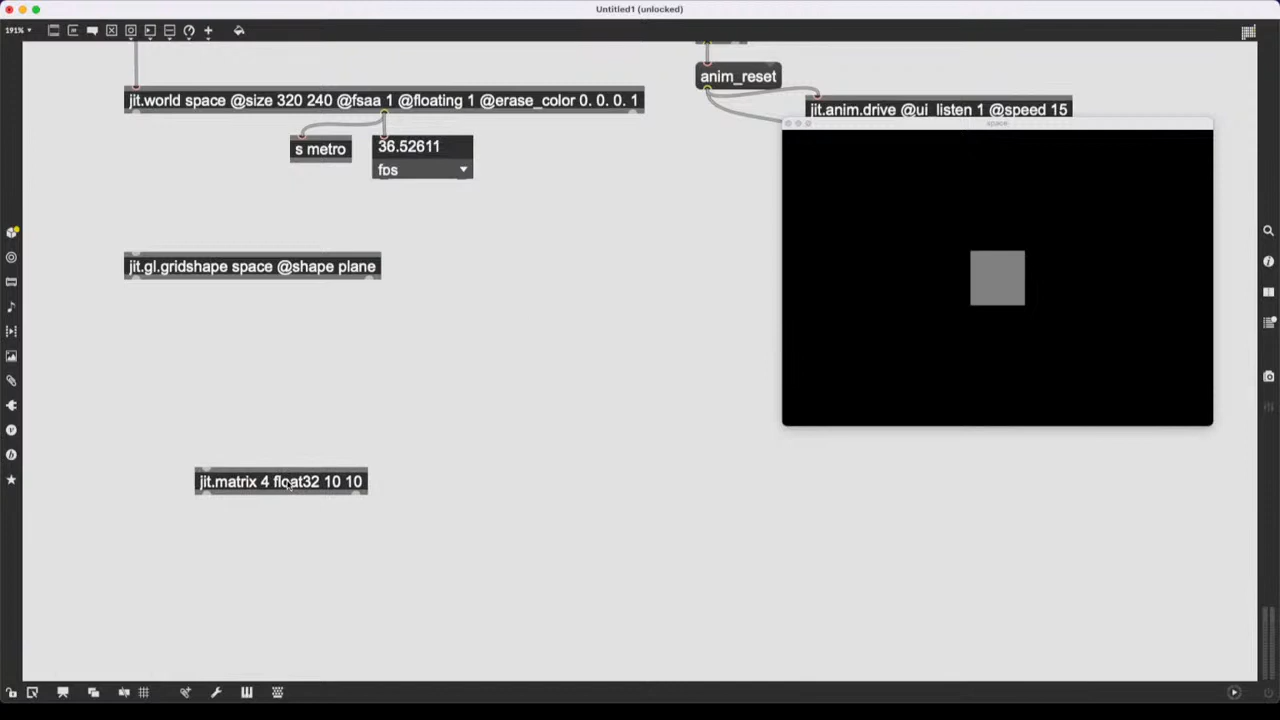 Untitled1 (unlocked)
191%
anim_reset
jit.world space @size 320 240 @fsaa 1 @floating 1 @erase_color 0. 0. 0. 1
jit.anim.drive @ui_listen 1 @speed 15
space
s metro
36.52611
fps
jit.gl.gridshape space @shape plane
jit.matrix 4 float32 10 10